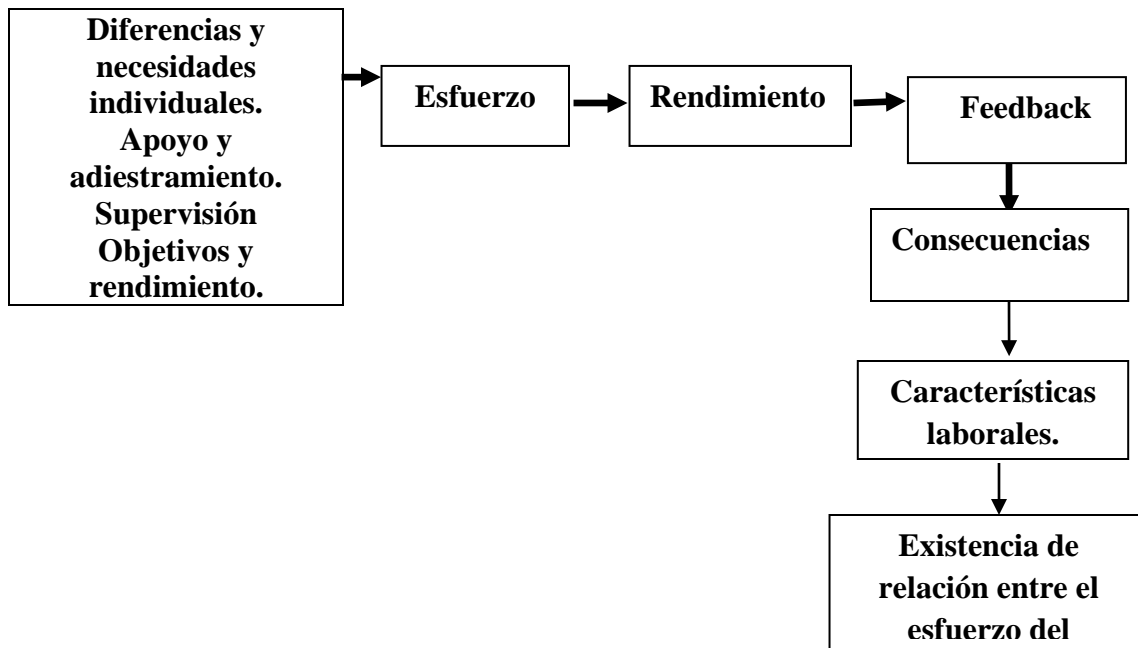 Diferencias y
necesidades
individuales.
Apoyo y
adiestramiento.
Supervisión
Objetivos y
rendimiento.
Esfuerzo
Rendimiento
Feedback
Consecuencias
Característícas
laborales.
Existencia de
relación entre el
esfuerzo del